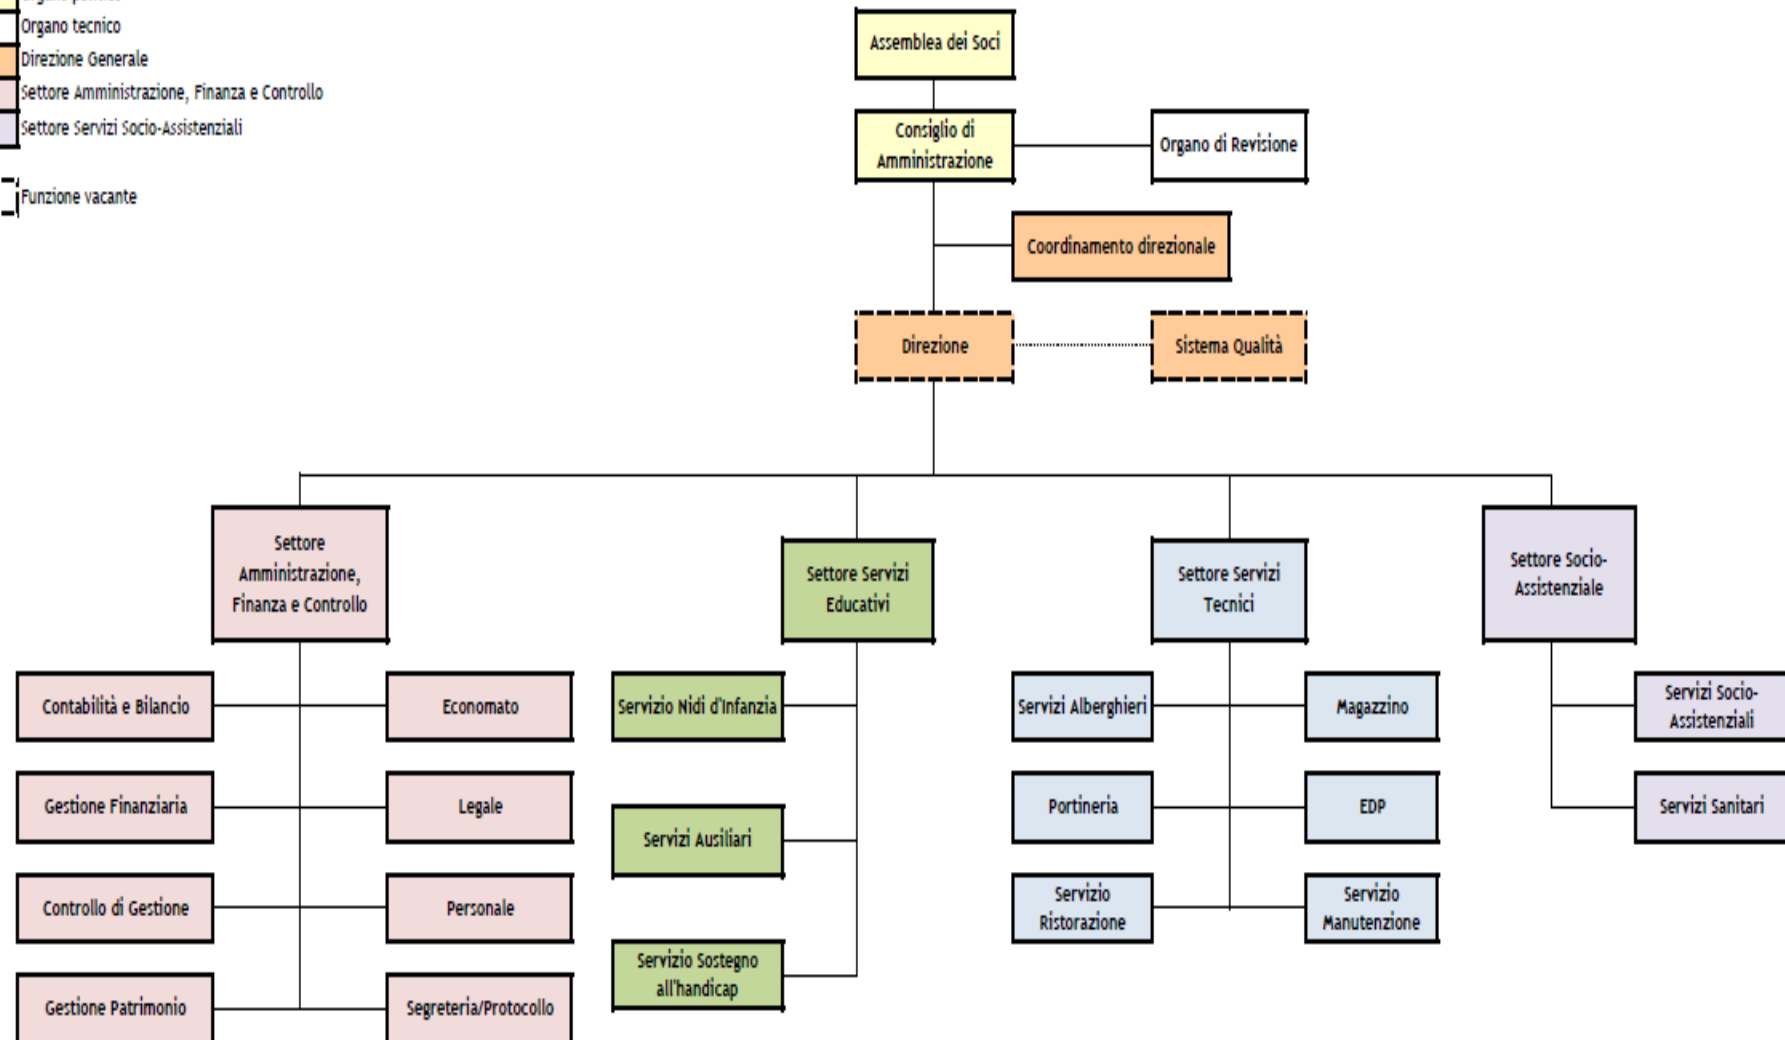 Organo tecnico
Direzione Generale
Settore Amministrazione, Finanza e Controllo
Settore Servizi Socio-Assistenziali
Funzione vacante
Assemblea dei Soci
Consiglio di
Amministrazione
Organo di Revisione
Coordinamento direzionale
Direzione
Sistema Qualità
Settore
Amministrazione,
Finanza e Controllo
Settore Servizi
Educativi
Settore Servizi
Tecnici
Settore Socio-
Assistenziale
Contabilità e Bilancio
Economato
Servizio Nidi d'Infanzia
Servizi Alberghieri
Magazzino
Servizi Socio-
Assistenziali
Gestione Finanziaria
Legale
Servizi Ausiliari
Portineria
EDP
Servizi Sanitari
Controllo di Gestione
Personale
Servizio
Ristorazione
Servizio
Manutenzione
Servizio Sostegno
all'handicap
Gestione Patrimonio
Segreteria/Protocollo